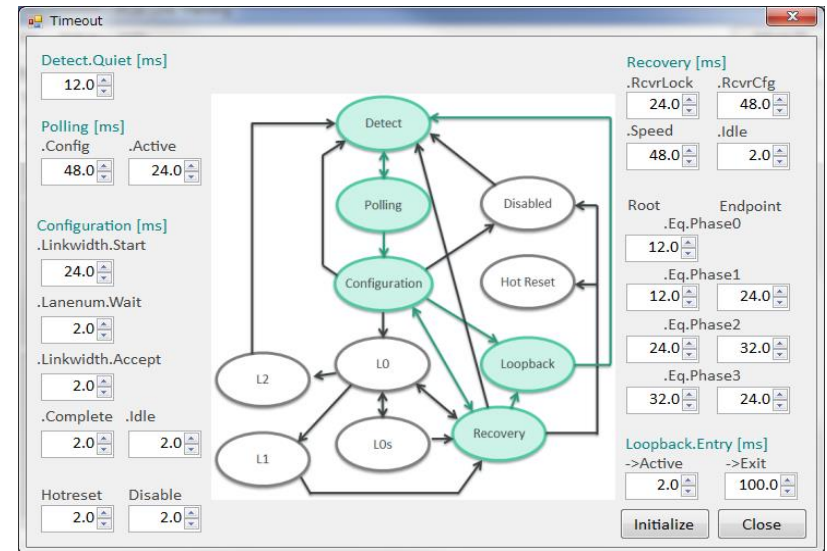 Timeout
Detect.Quiet [ms]
12.0
Polling [ms]
.Config .Active
48.0 24.0
Configuration [ms]
.Linkwidth.Start
24.0
.Lanenum.Wait
2.0
.Linkwidth.Accept
2.0
.Complete .Idle
2.0 2.0
Hotreset Disable
2.0 2.0
Detect
Polling
Disabled
Configuration
Hot Reset
L0
Loopback
L2
L0s
Recovery
L1
Recovery [ms]
.RcvrLock .RcvrCfg
24.0 48.0
.Speed .Idle
48.0 2.0
Root Endpoint
.Eq.Phase0
12.0
.Eq.Phase1
12.0 24.0
.Eq.Phase2
24.0 32.0
.Eq.Phase3
32.0 24.0
Loopback.Entry [ms]
->Active ->Exit
2.0 100.0
Initialize Close